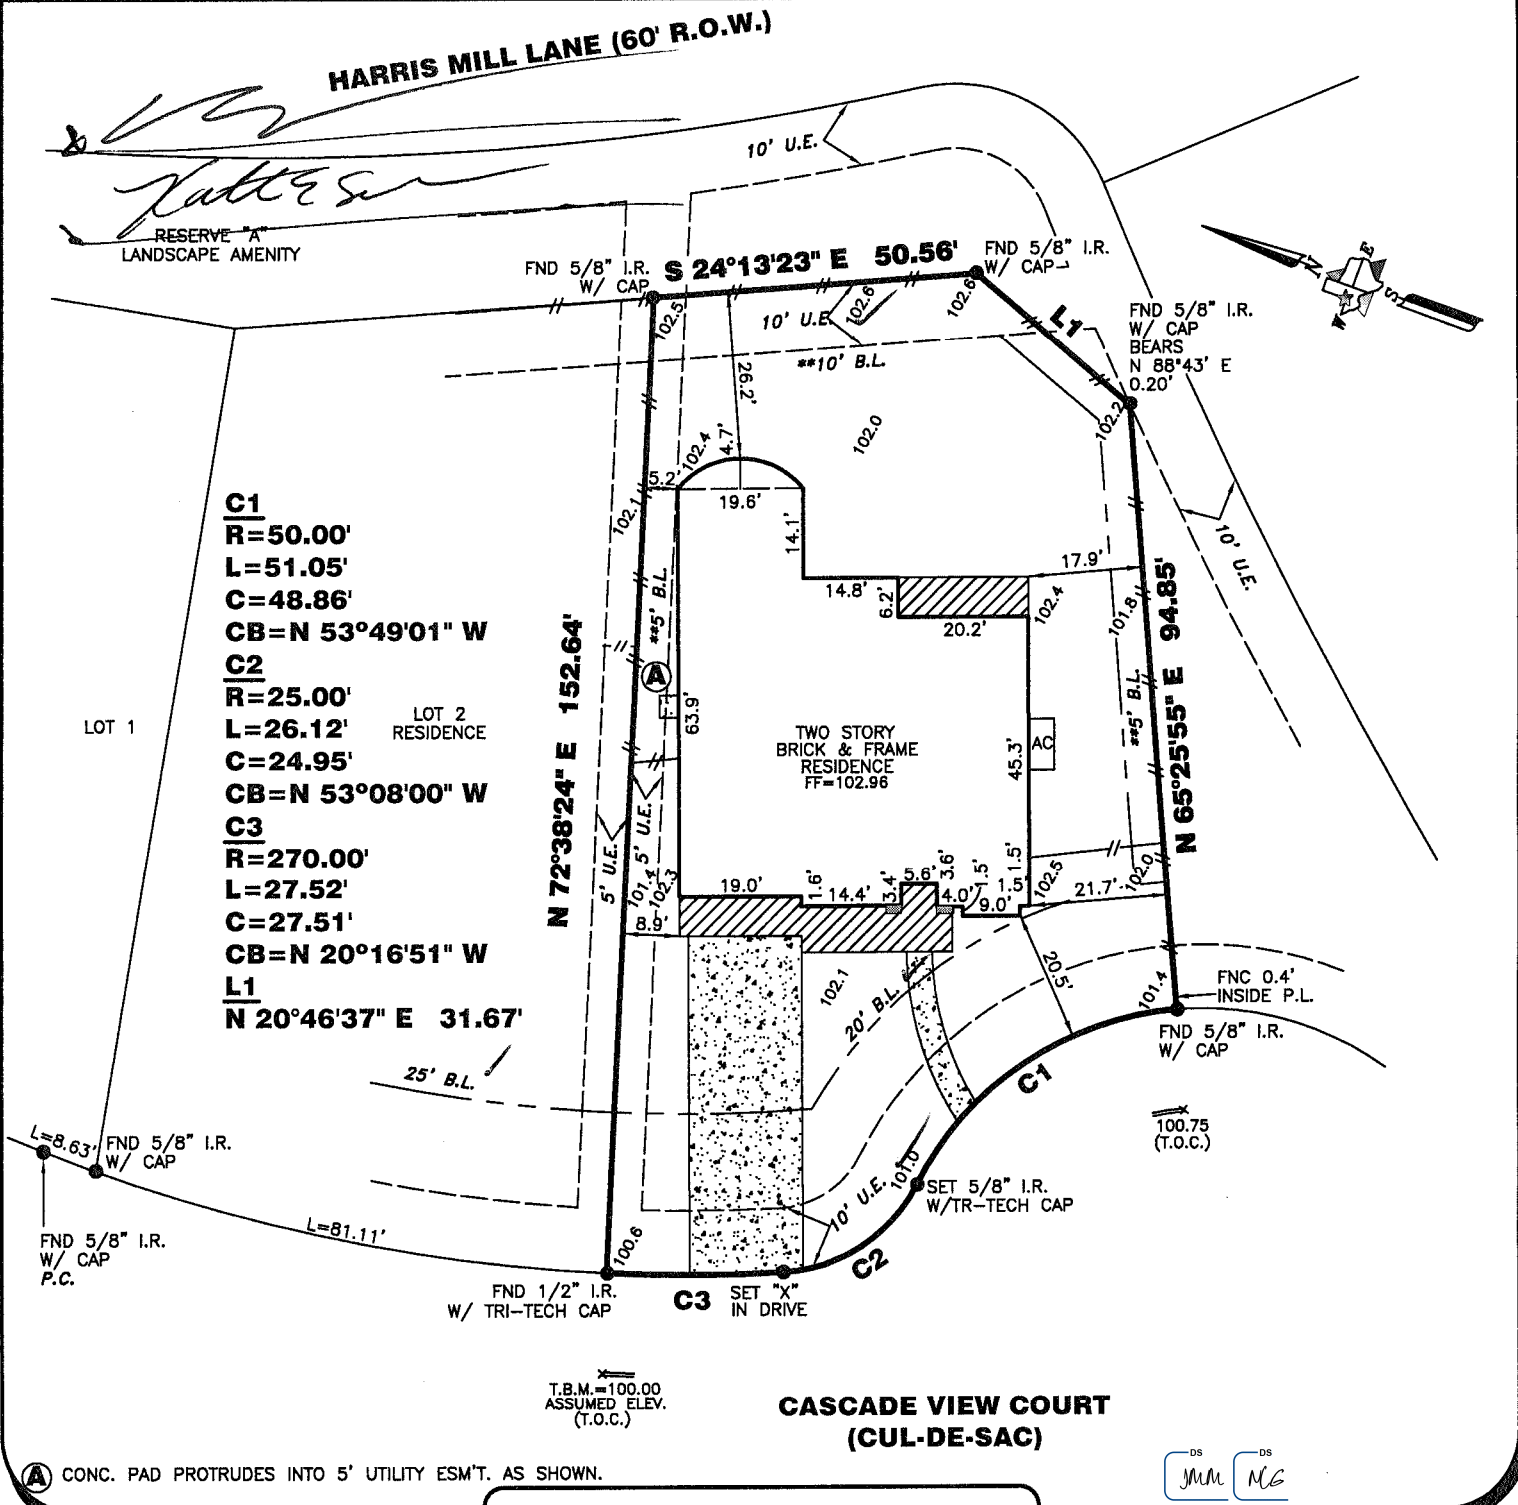 HARRIS MILL LANE (60' R.O.W.)
10' U.E.
RESERVE "A"
LANDSCAPE AMENITY
FND 5/8" I.R.
W/ CAP
S 24°13'23" E 50.56'
FND 5/8" I.R.
W/ CAP
N
E
S
W
102.5
10' U.E.
102.6
102.6
L1
FND 5/8" I.R.
W/ CAP
BEARS
N 88°43' E
0.20'
**10' B.L.
26.2'
102.2
102.4
4.7'
102.0
5.2'
19.6'
102.1
14.1'
10' U.E.
C1
R=50.00'
L=51.05'
C=48.86'
CB=N 53°49'01" W
C2
R=25.00'
L=26.12'
C=24.95'
CB=N 53°08'00" W
C3
R=270.00'
L=27.52'
C=27.51'
CB=N 20°16'51" W
L1
N 20°46'37" E 31.67'
LOT 1
LOT 2
RESIDENCE
N 72°38'24" E 152.64'
**5' B.L.
A
63.9'
14.8'
6.2'
20.2'
17.9'
102.4
101.8
**5' B.L.
N 65°25'55" E 94.85'
TWO STORY
BRICK & FRAME
RESIDENCE
FF=102.96
45.3'
AC
5' U.E.
5' U.E.
101.4
102.3
19.0'
1.6'
14.4'
3.4'
5.6'
3.6'
4.0'
1.5'
9.0'
1.5'
1.5'
102.5
21.7'
102.0
8.9'
102.1
20' B.L.
20.5'
101.4
FNC 0.4'
INSIDE P.L.
FND 5/8" I.R.
W/ CAP
25' B.L.
C1
100.75
(T.O.C.)
L=8.63'
FND 5/8" I.R.
W/ CAP
101.0
SET 5/8" I.R.
W/TR-TECH CAP
10' U.E.
L=81.11'
FND 5/8" I.R.
W/ CAP
P.C.
100.6
C2
FND 1/2" I.R.
W/ TRI-TECH CAP
C3
SET "X"
IN DRIVE
T.B.M.=100.00
ASSUMED ELEV.
(T.O.C.)
CASCADE VIEW COURT
(CUL-DE-SAC)
A CONC. PAD PROTRUDES INTO 5' UTILITY ESM'T. AS SHOWN.
DS
JMM
DS
MCG